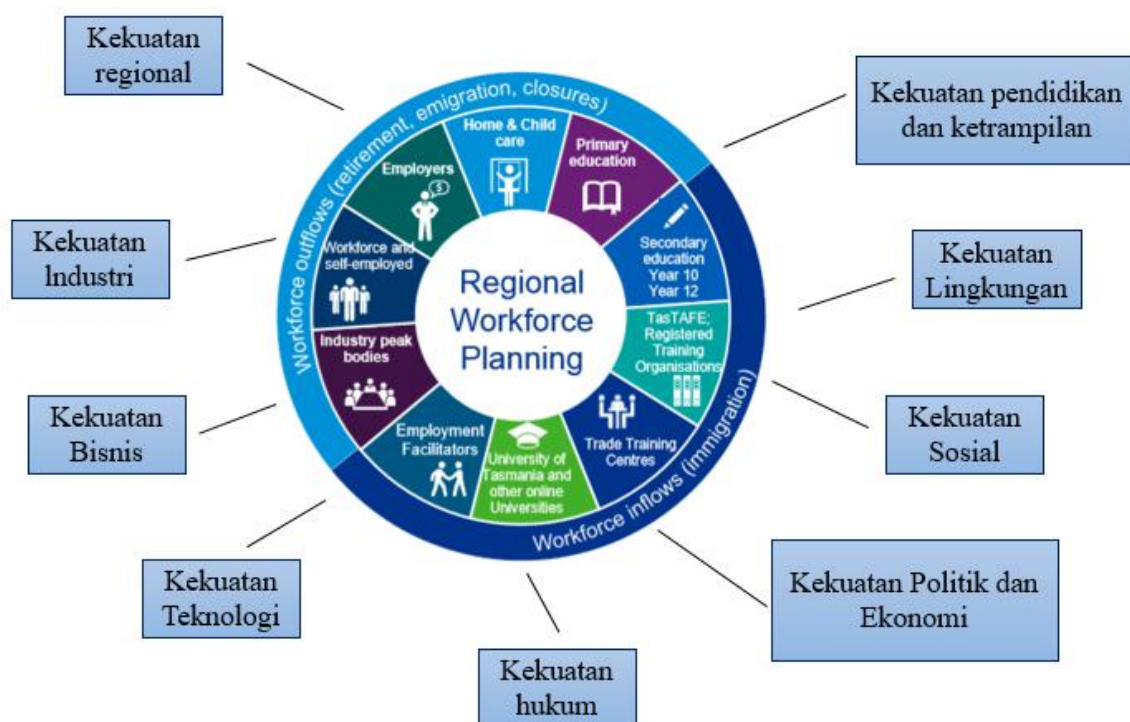 Kekuatan
regional
Kekuatan pendidikan
dan ketrampilan
Kekuatan
Industri
Kekuatan
Lingkungan
Kekuatan
Bisnis
Kekuatan
Sosial
Kekuatan
Teknologi
Kekuatan Politik dan
Ekonomi
Kekuatan
hukum
Workforce outflows (retirement, emigration, closures)
Workforce inflows (immigration)
Home & Child
care
Primary
education
Secondary
education
Year 10
Year 12
TasTAFE;
Registered
Training
Organisations
Trade Training
Centres
University of
Tasmania and
other online
Universities
Employment
Facilitators
Industry peak
bodies
Workforce and
self-employed
Employers
$
Regional
Workforce
Planning